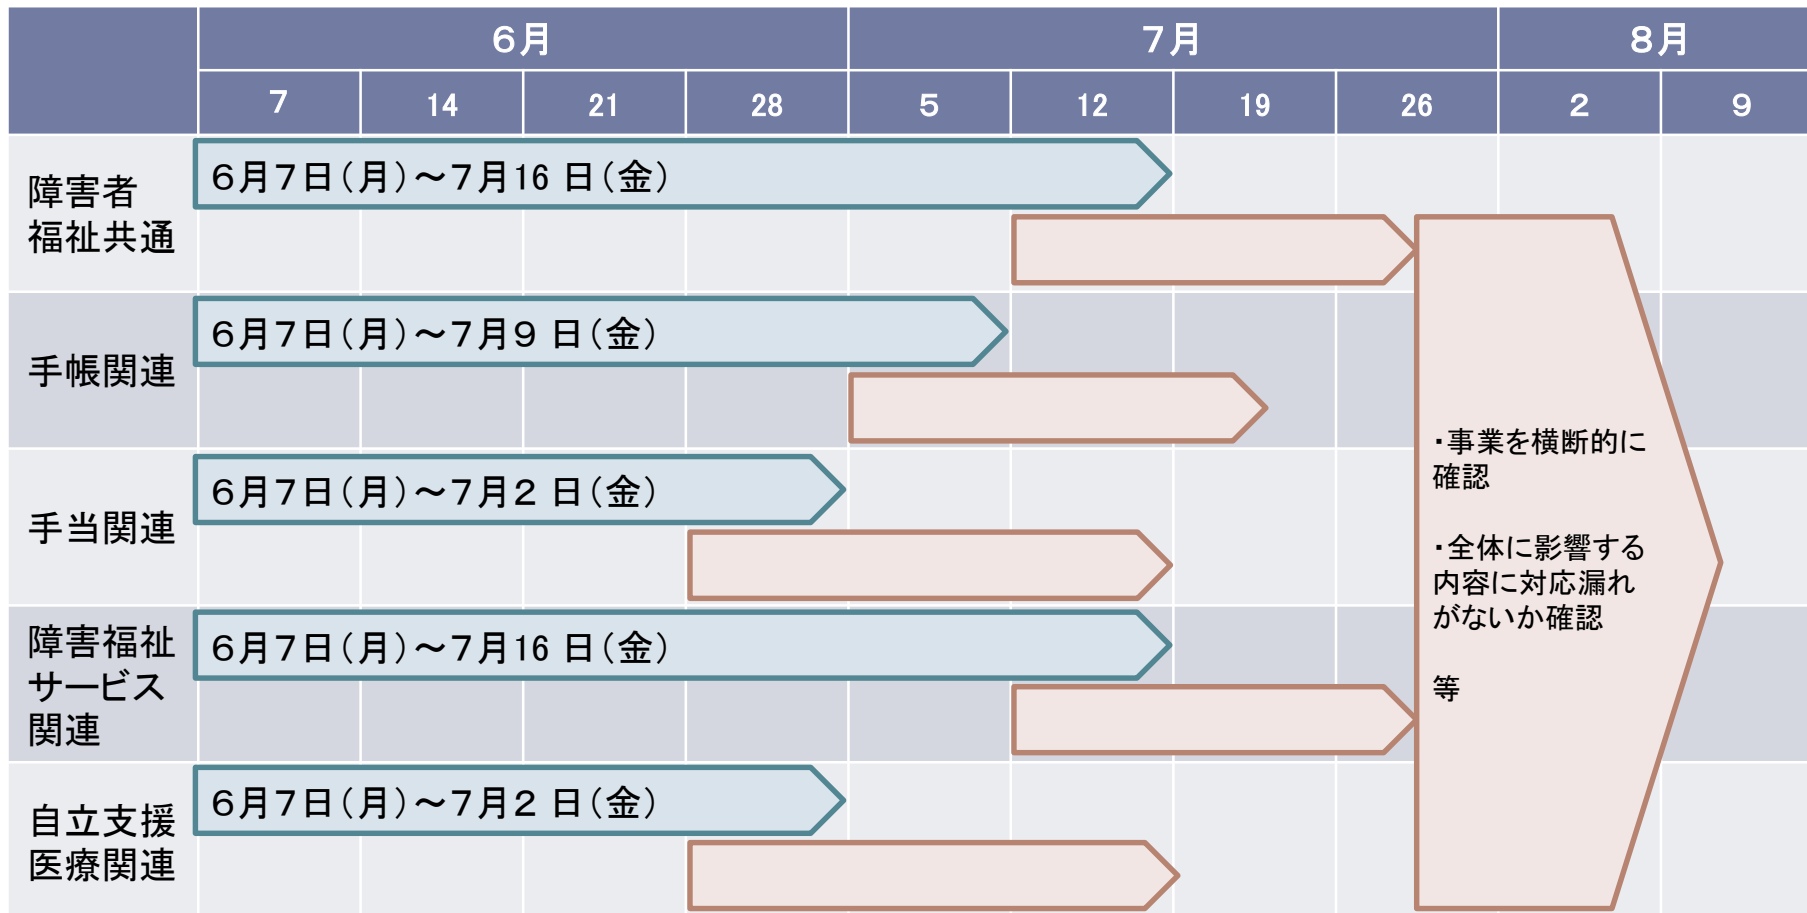 6月
7月
8月
7
14
21
28
5
12
19
26
2
9
障害者
福祉共通
6月7日(月)~7月16 日(金)
手帳関連
6月7日(月)~7月9 日(金)
手当関連
6月7日(月)~7月2 日(金)
障害福祉
サービス
関連
6月7日(月)~7月16 日(金)
自立支援
医療関連
6月7日(月)~7月2 日(金)
・事業を横断的に
確認
・全体に影響する
内容に対応漏れ
がないか確認
等